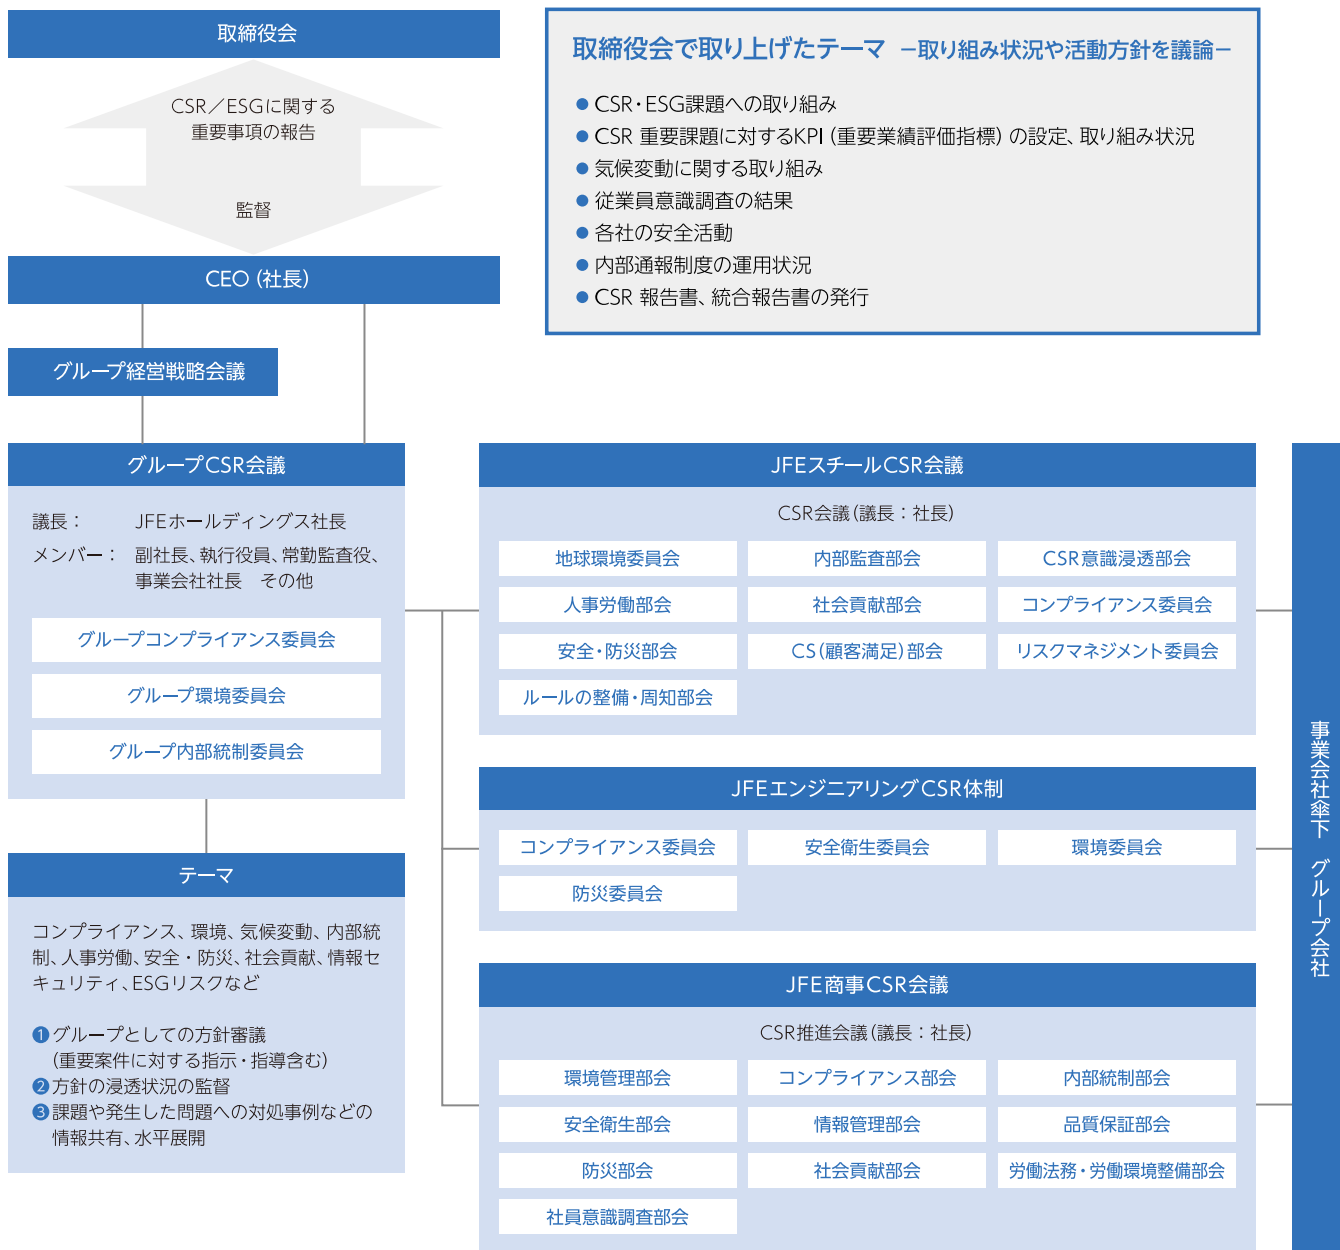 取締役会
CSR／ESGに関する
重要事項の報告
監督
CEO（社長）
取締役会で取り上げたテーマ －取り組み状況や活動方針を議論－
● CSR・ESG課題への取り組み
● CSR 重要課題に対するKPI（重要業績評価指標）の設定、取り組み状況
● 気候変動に関する取り組み
● 従業員意識調査の結果
● 各社の安全活動
● 内部通報制度の運用状況
● CSR 報告書、統合報告書の発行
グループ経営戦略会議
グループCSR会議
議長： JFEホールディングス社長
メンバー： 副社長、執行役員、常勤監査役、
事業会社社長　その他
グループコンプライアンス委員会
グループ環境委員会
グループ内部統制委員会
テーマ
コンプライアンス、環境、気候変動、内部統
制、人事労働、安全・防災、社会貢献、情報セ
キュリティ、ESGリスクなど
❶グループとしての方針審議
（重要案件に対する指示・指導含む）
❷方針の浸透状況の監督
❸課題や発生した問題への対処事例などの
情報共有、水平展開
JFEスチールCSR会議
CSR会議（議長：社長）
地球環境委員会
内部監査部会
CSR意識浸透部会
人事労働部会
社会貢献部会
コンプライアンス委員会
安全・防災部会
CS（顧客満足）部会
リスクマネジメント委員会
ルールの整備・周知部会
JFEエンジニアリングCSR体制
コンプライアンス委員会
安全衛生委員会
環境委員会
防災委員会
JFE商事CSR会議
CSR推進会議（議長：社長）
環境管理部会
コンプライアンス部会
内部統制部会
安全衛生部会
情報管理部会
品質保証部会
防災部会
社会貢献部会
労働法務・労働環境整備部会
社員意識調査部会
事業会社傘下　グループ会社